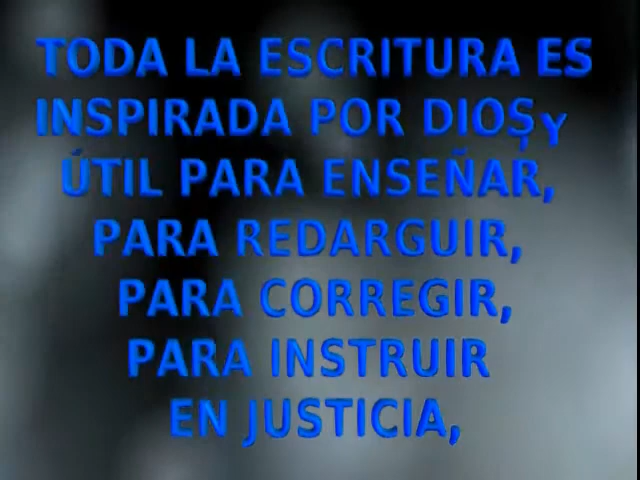 TODA LA ESCRITURA ES
INSPIRADA POR DIOS, Y
ÚTIL PARA ENSEÑAR,
PARA REDARGUIR,
PARA CORREGIR,
PARA INSTRUIR
EN JUSTICIA,